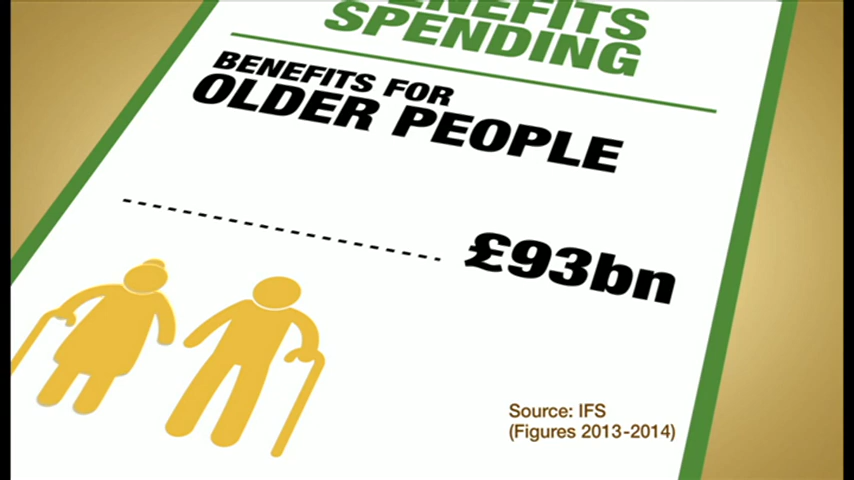 SPENDING
BENEFITS FOR
OLDER PEOPLE
£93bn
Source: IFS
(Figures 2013-2014)